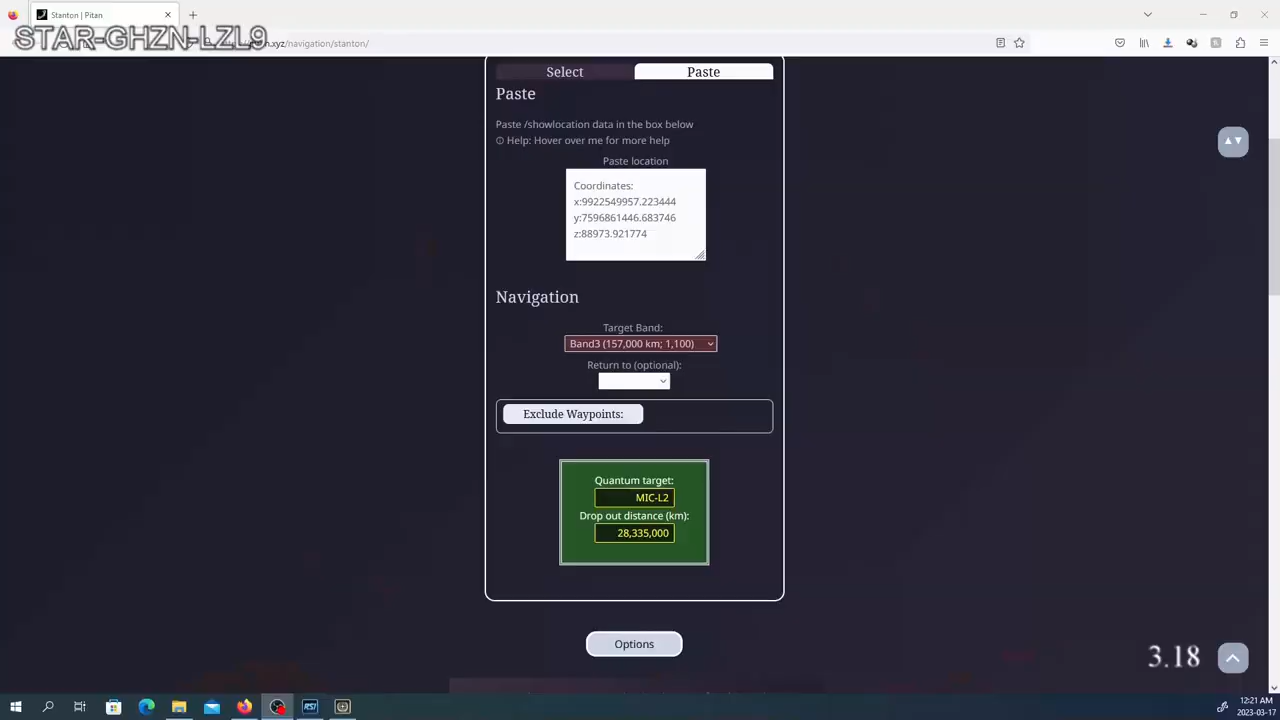 Stanton | Pitan
STAR-GHZN-LZL9
.xyz/navigation/stanton/
Select
Paste
Paste
Paste /showlocation data in the box below
Help: Hover over me for more help
Paste location
Coordinates:
x:9922549957.223444
y:7596861446.683746
z:88973.921774
Navigation
Target Band:
Band3 (157,000 km; 1,100)
Return to (optional):
Exclude Waypoints:
Quantum target:
MIC-L2
Drop out distance (km):
28,335,000
Options
3.18
RSI
12:21 AM
2023-03-17